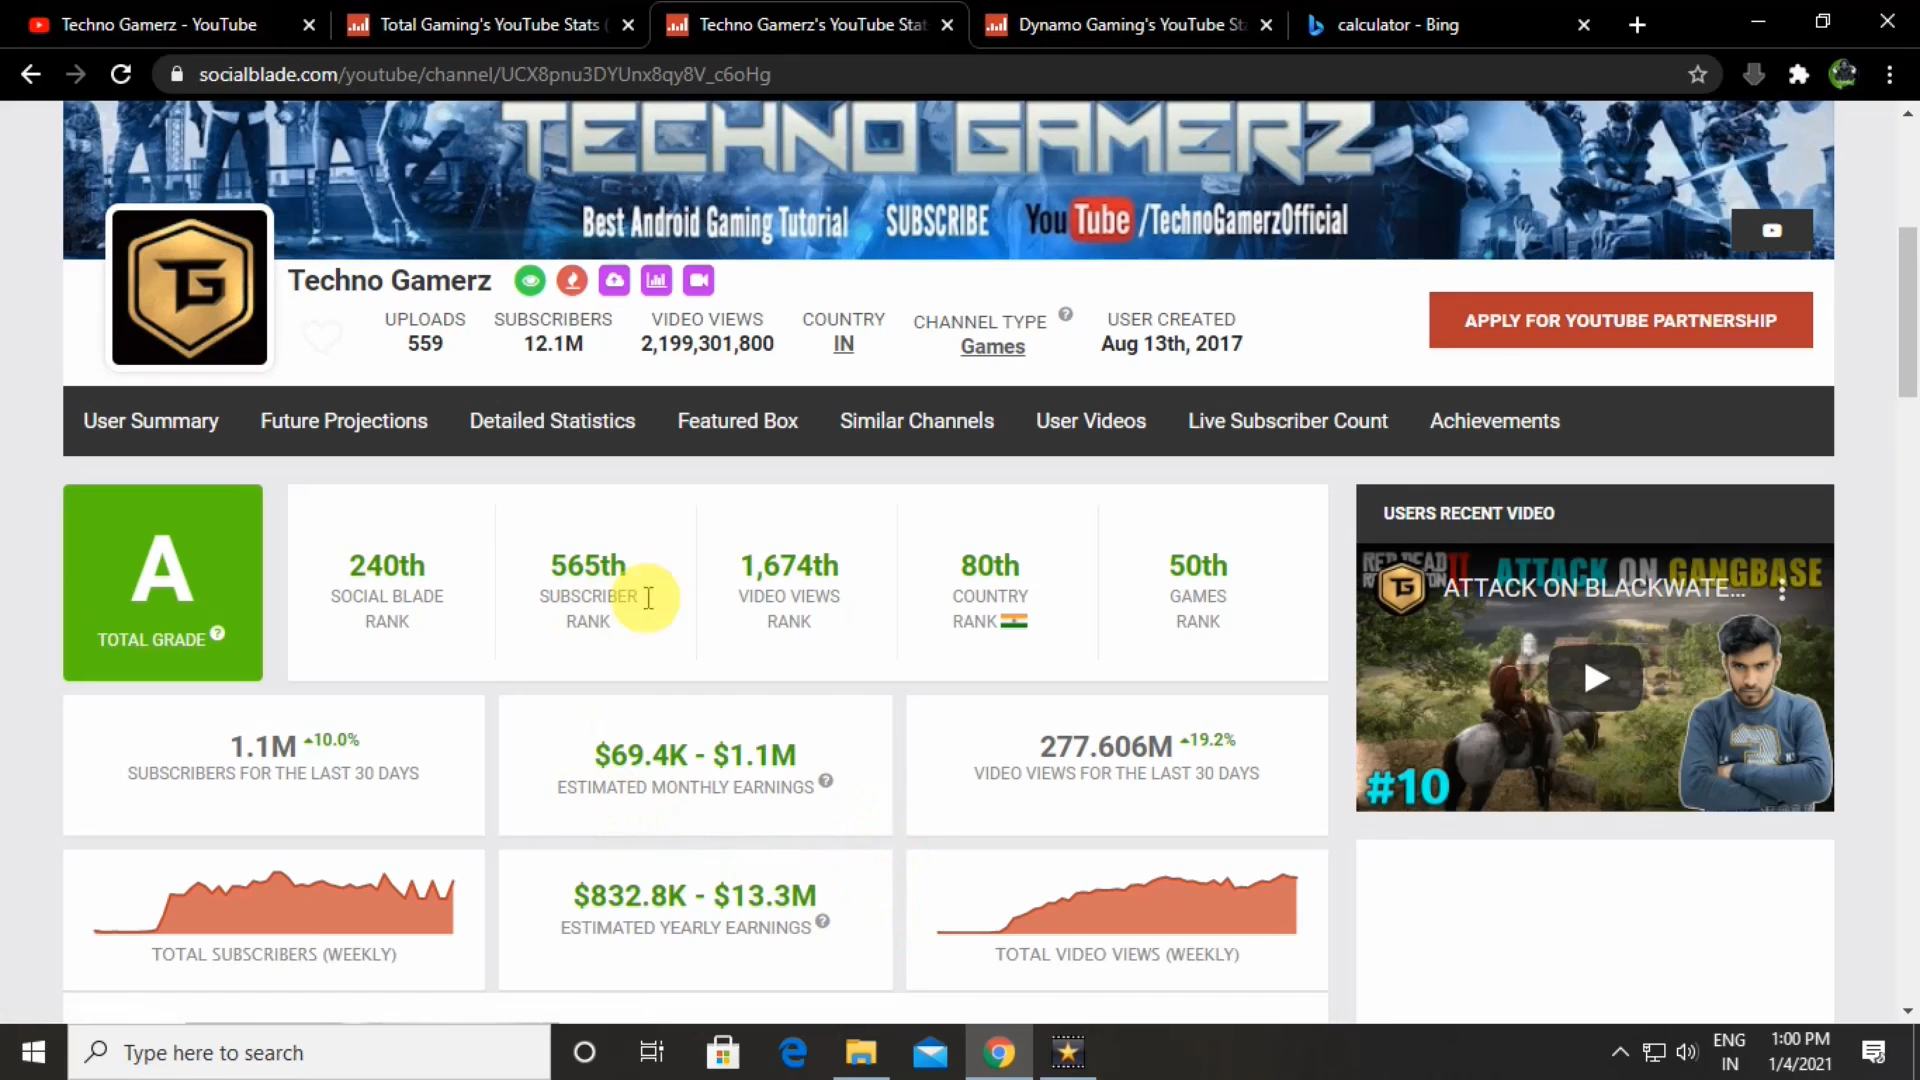 Techno Gamerz - YouTube
Total Gaming's YouTube Stats (
Techno Gamerz's YouTube Stat
Dynamo Gaming's YouTube Sta
calculator - Bing
socialblade.com/youtube/channel/UCX8pnu3DYUnx8qy8V_c6oHg
TECHNO GAMERZ
Best Android Gaming Tutorial SUBSCRIBE YouTube /TechnoGamerzOfficial
TG
Techno Gamerz
UPLOADS
559
SUBSCRIBERS
12.1M
VIDEO VIEWS
2,199,301,800
COUNTRY
IN
CHANNEL TYPE ?
Games
USER CREATED
Aug 13th, 2017
APPLY FOR YOUTUBE PARTNERSHIP
User Summary
Future Projections
Detailed Statistics
Featured Box
Similar Channels
User Videos
Live Subscriber Count
Achievements
A
TOTAL GRADE ?
240th
SOCIAL BLADE
RANK
565th
SUBSCRIBER
RANK
1,674th
VIDEO VIEWS
RANK
80th
COUNTRY
RANK
50th
GAMES
RANK
USERS RECENT VIDEO
RED DEAD
ATTACK ON GANGBASE
TG
ATTACK ON BLACKWATE...
#10
1.1M 10.0%
SUBSCRIBERS FOR THE LAST 30 DAYS
$69.4K - $1.1M
ESTIMATED MONTHLY EARNINGS ?
277.606M 19.2%
VIDEO VIEWS FOR THE LAST 30 DAYS
TOTAL SUBSCRIBERS (WEEKLY)
$832.8K - $13.3M
ESTIMATED YEARLY EARNINGS ?
TOTAL VIDEO VIEWS (WEEKLY)
Type here to search
ENG
IN
1:00 PM
1/4/2021